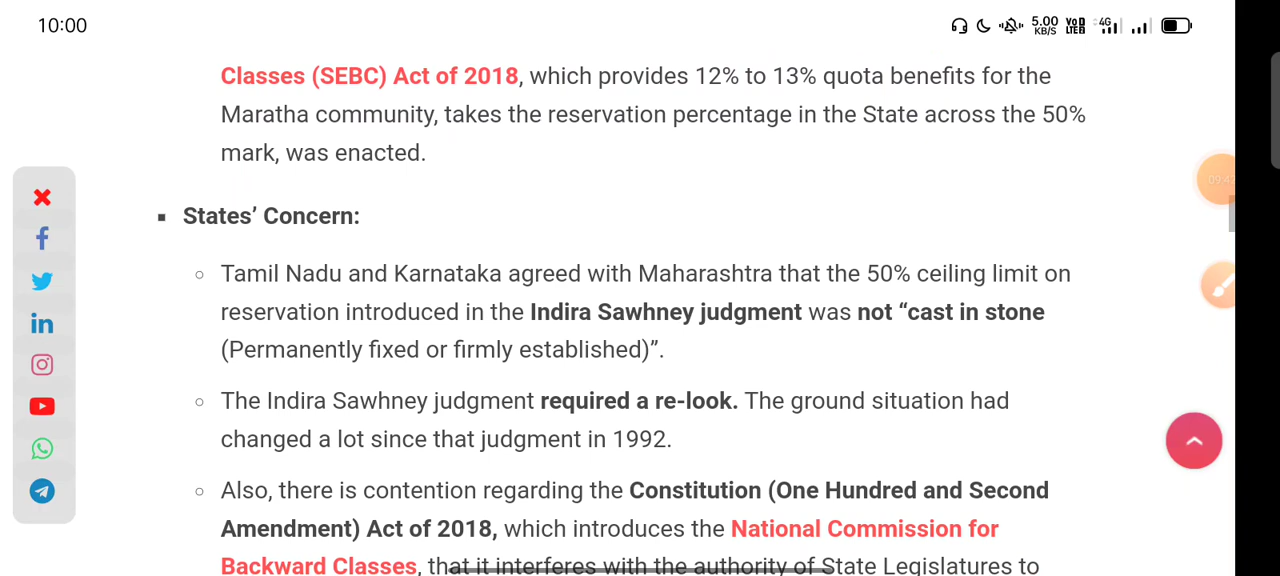 10:00
5.00
KB/S
Vo
LTE
4G
Classes (SEBC) Act of 2018, which provides 12% to 13% quota benefits for the
Maratha community, takes the reservation percentage in the State across the 50%
mark, was enacted.
09:42
▪ States’ Concern:
○ Tamil Nadu and Karnataka agreed with Maharashtra that the 50% ceiling limit on
reservation introduced in the Indira Sawhney judgment was not “cast in stone
(Permanently fixed or firmly established)”.
○ The Indira Sawhney judgment required a re-look. The ground situation had
changed a lot since that judgment in 1992.
○ Also, there is contention regarding the Constitution (One Hundred and Second
Amendment) Act of 2018, which introduces the National Commission for
Backward Classes, that it interferes with the authority of State Legislatures to